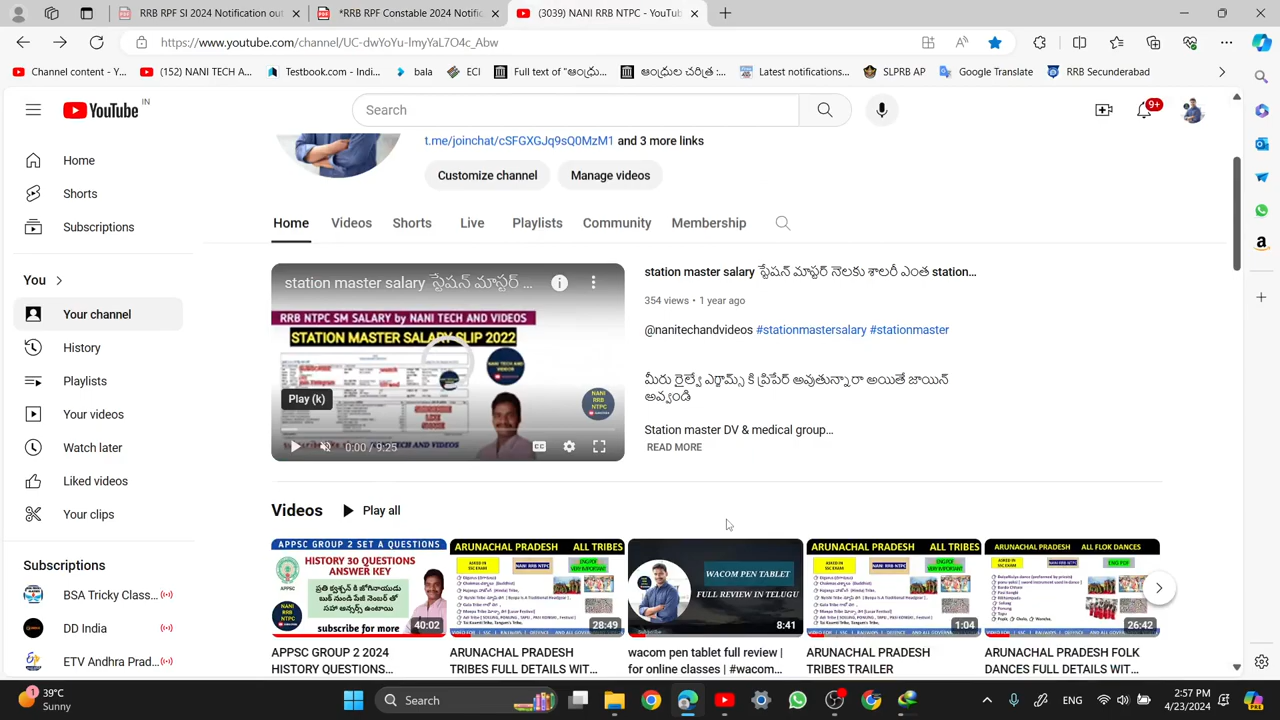 RRB RPF SI 2024 Notification out
*RRB RPF Constable 2024 Notific
(3039) NANI RRB NTPC - YouTub
https://www.youtube.com/channel/UC-dwYoYu-lmyYaL7O4c_Abw
Channel content - Y...
(152) NANI TECH A...
Testbook.com - Indi...
bala
ECI
Full text of "ఆంధ్రు...
ఆంధ్రుల చరిత్ర :...
Latest notifications...
SLPRB AP
Google Translate
RRB Secunderabad
YouTube IN
Search
9+
t.me/joinchat/cSFGXGJq9sQ0MzM1 and 3 more links
Customize channel
Manage videos
Home
Shorts
Subscriptions
You
Your channel
History
Playlists
Your videos
Watch later
Liked videos
Your clips
Subscriptions
BSA Tricky Class...
DD India
ETV Andhra Prad...
Home Videos Shorts Live Playlists Community Membership
station master salary స్టేషన్ మాస్టర్ ...
RRB NTPC SM SALARY by NANI TECH AND VIDEOS
STATION MASTER SALARY SLIP 2022
NANI RRB NTPC
Play (k)
0:00 / 9:25
station master salary స్టేషన్ మాస్టర్ నెలకు శాలరీ ఎంత station...
354 views • 1 year ago
@nanitechandvideos #stationmastersalary #stationmaster
మీరు రైల్వే ఎగ్జామ్స్ కి ప్రిపేర్ అవుతున్నారా అయితే జాయిన్
అవ్వండి
Station master DV & medical group...
READ MORE
Videos
Play all
APPSC GROUP 2 SET A QUESTIONS
HISTORY 30 QUESTIONS
ANSWER KEY
subscribe for more
40:02
APPSC GROUP 2 2024
HISTORY QUESTIONS...
ARUNACHAL PRADESH ALL TRIBES
28:49
ARUNACHAL PRADESH
TRIBES FULL DETAILS WIT...
WACOM PEN TABLET
FULL REVIEW IN TELUGU
8:41
wacom pen tablet full review |
for online classes | #wacom...
ARUNACHAL PRADESH ALL TRIBES
1:04
ARUNACHAL PRADESH
TRIBES TRAILER
ARUNACHAL PRADESH ALL FLOK DANCES
26:42
ARUNACHAL PRADESH FOLK
DANCES FULL DETAILS WIT...
1
39°C
Sunny
Search
ENG
2:57 PM
4/23/2024